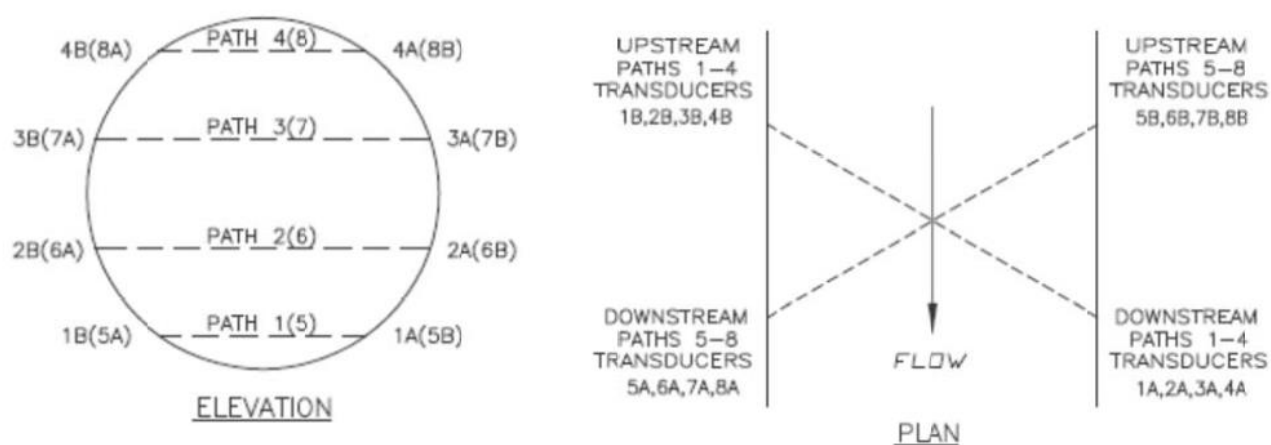 4B(8A)
PATH 4(8)
4A(8B)
3B(7A)
PATH 3(7)
3A(7B)
2B(6A)
PATH 2(6)
2A(6B)
1B(5A)
PATH 1(5)
1A(5B)
ELEVATION
UPSTREAM
PATHS 1-4
TRANSDUCERS
1B,2B,3B,4B
UPSTREAM
PATHS 5-8
TRANSDUCERS
5B,6B,7B,8B
DOWNSTREAM
PATHS 5-8
TRANSDUCERS
5A,6A,7A,8A
FLOW
DOWNSTREAM
PATHS 1-4
TRANSDUCERS
1A,2A,3A,4A
PLAN